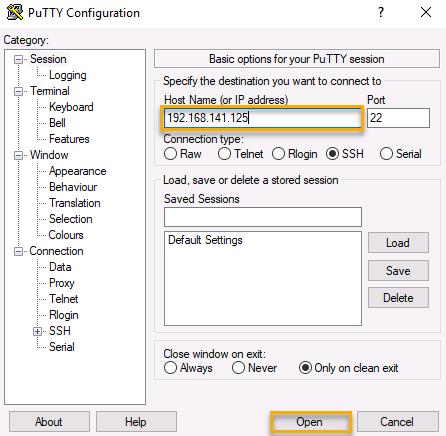 PuTTY Configuration
Category:
Session
Logging
Terminal
Keyboard
Bell
Features
Window
Appearance
Behaviour
Translation
Selection
Colours
Connection
Data
Proxy
Telnet
Rlogin
SSH
Serial
Basic options for your PuTTY session
Specify the destination you want to connect to
Host Name (or IP address) Port
192.168.141.125 22
Connection type:
Raw Telnet Rlogin SSH Serial
Load, save or delete a stored session
Saved Sessions
Default Settings
Load
Save
Delete
Close window on exit:
Always Never Only on clean exit
About Help Open Cancel